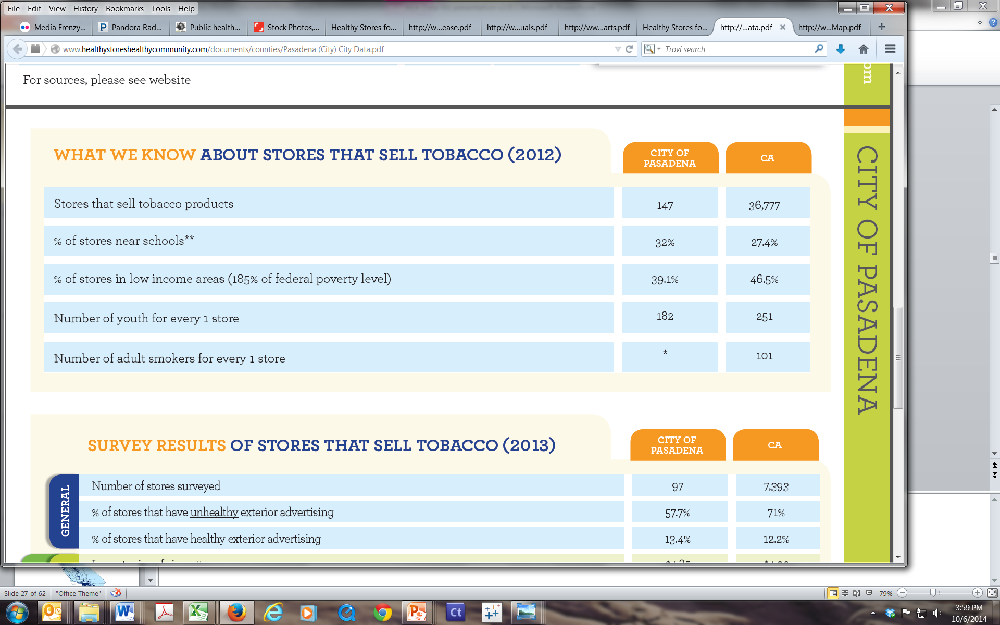 File Edit View History Bookmarks Tools Help
Media Frenzy... Pandora Rad... Public health... Stock Photos,... Healthy Stores fo... http://w...ease.pdf http://w...uals.pdf http://ww...arts.pdf Healthy Stores fo... http://...ata.pdf http://w...Map.pdf
www.healthystoreshealthycommunity.com/documents/counties/Pasadena (City) City Data.pdf Trovi search
For sources, please see website
om
CITY OF PASADENA
WHAT WE KNOW ABOUT STORES THAT SELL TOBACCO (2012)
CITY OF
PASADENA
CA
Stores that sell tobacco products 147 36,777
% of stores near schools** 32% 27.4%
% of stores in low income areas (185% of federal poverty level) 39.1% 46.5%
Number of youth for every 1 store 182 251
Number of adult smokers for every 1 store * 101
SURVEY RESULTS OF STORES THAT SELL TOBACCO (2013)
CITY OF
PASADENA
CA
GENERAL
Number of stores surveyed 97 7,393
% of stores that have unhealthy exterior advertising 57.7% 71%
% of stores that have healthy exterior advertising 13.4% 12.2%
Slide 27 of 62 "Office Theme" 79%
Ct
3:59 PM
10/6/2014